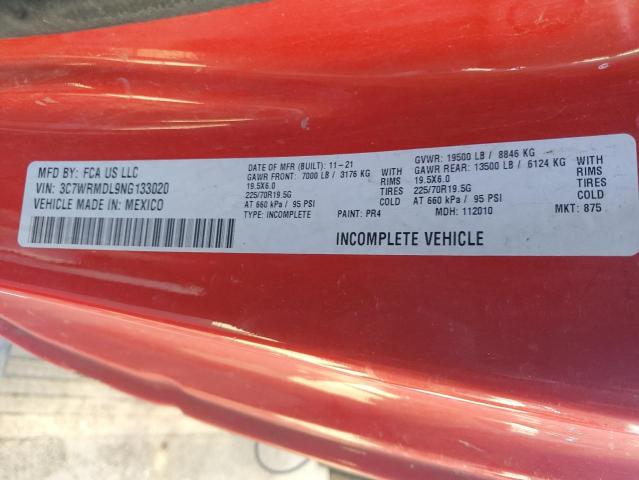 MFD BY: FCA US LLC
VIN: 3C7WRMDL9NG133020
VEHICLE MADE IN: MEXICO
DATE OF MFR (BUILT): 11-21
GAWR FRONT: 7000 LB / 3176 KG WITH
19.5X6.0 RIMS
225/70R19.5G TIRES
AT 660 kPa / 95 PSI COLD
TYPE: INCOMPLETE PAINT: PR4
GVWR: 19500 LB / 8846 KG
GAWR REAR: 13500 LB / 6124 KG WITH
19.5X6.0 RIMS
225/70R19.5G TIRES
AT 660 kPa / 95 PSI COLD
MDH: 112010 MKT: 875
INCOMPLETE VEHICLE